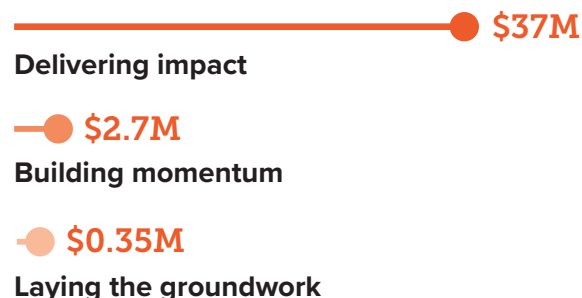 $37M
Delivering impact
$2.7M
Building momentum
$0.35M
Laying the groundwork